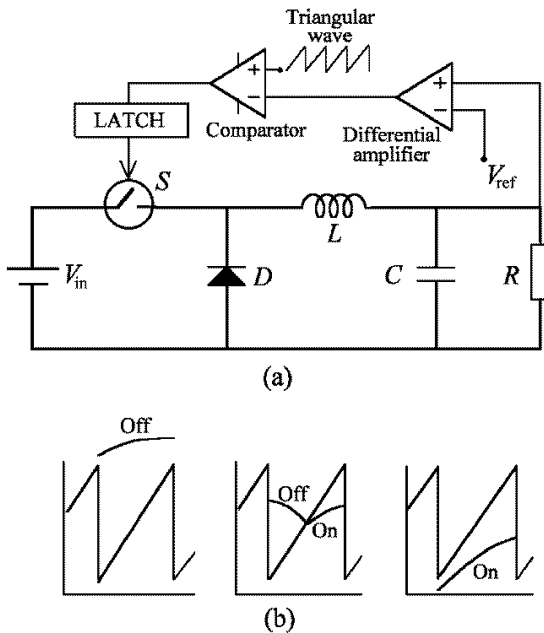 Triangular
wave
+
−
+
−
LATCH
Comparator
Differential
amplifier
S
V_ref
L
V_in
D
C
R
(a)
Off
Off
On
On
(b)